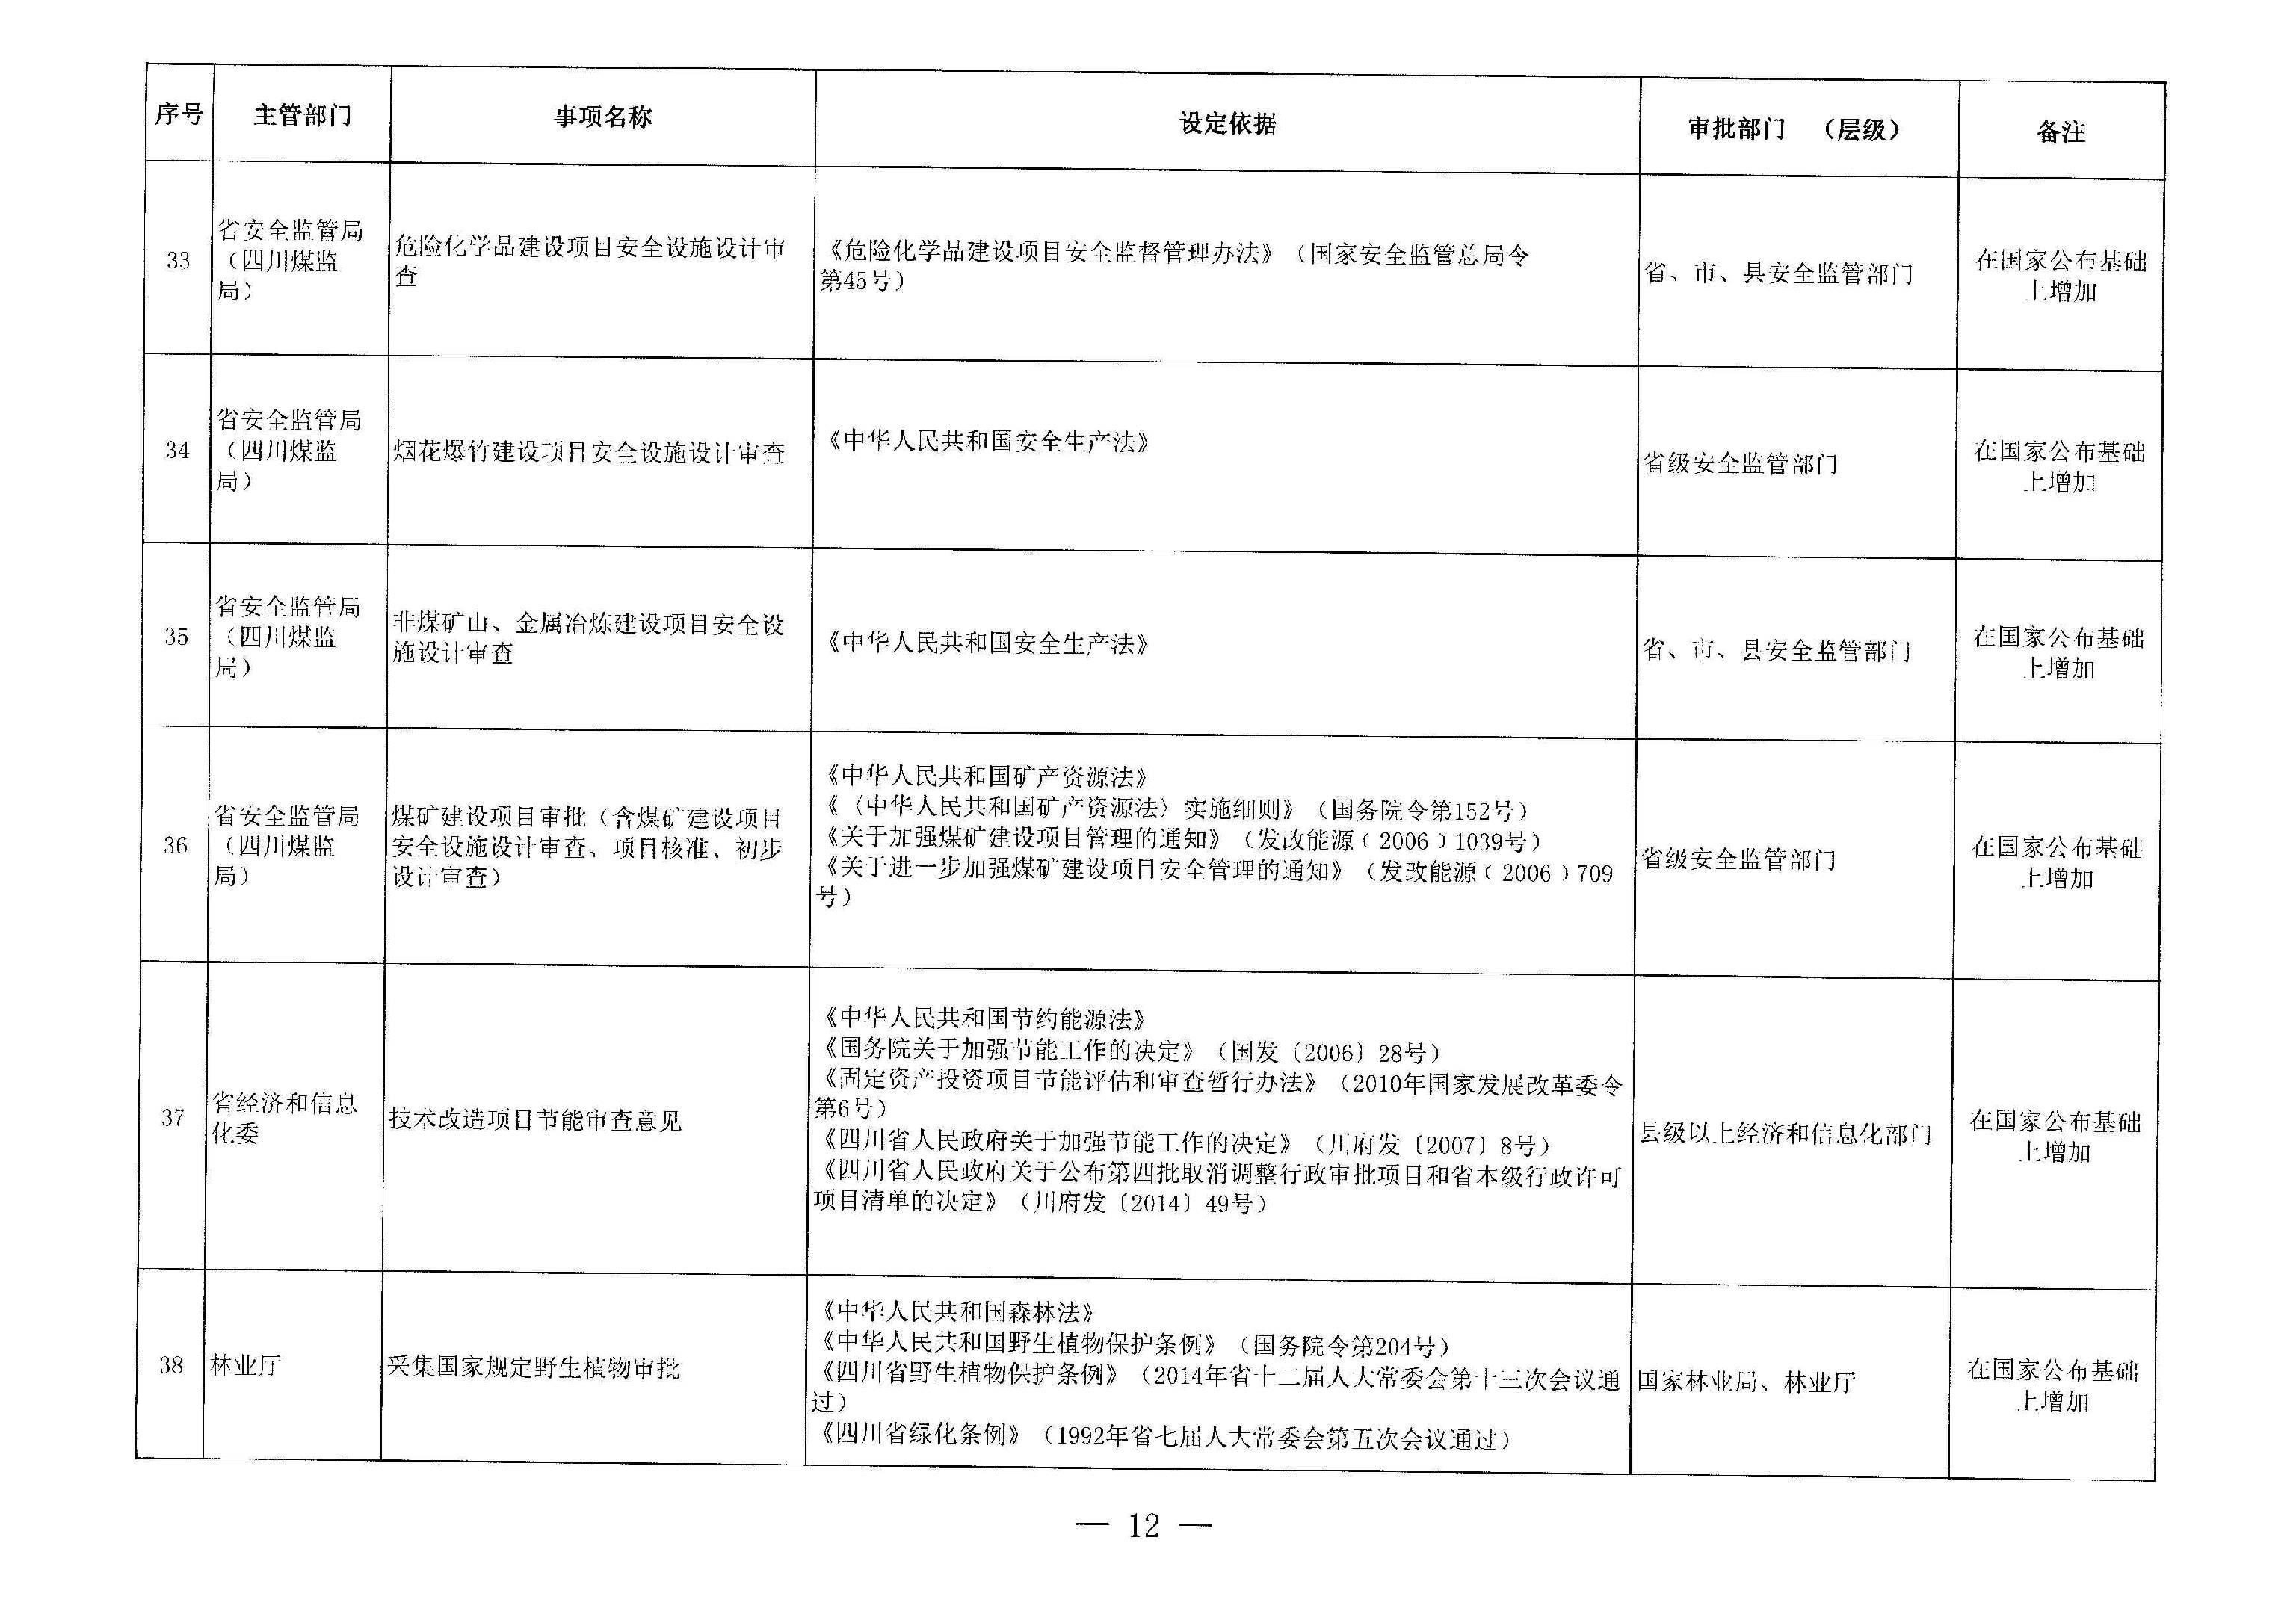 序号 主管部门 事项名称 设定依据 审批部门 （层级） 备注
33
省安全监管局
（四川煤监
局）
危险化学品建设项目安全设施设计审
查
《危险化学品建设项目安全监督管理办法》（国家安全监管总局令
第45号）
省、市、县安全监管部门
在国家公布基础
上增加
34
省安全监管局
（四川煤监
局）
烟花爆竹建设项目安全设施设计审查
《中华人民共和国安全生产法》
省级安全监管部门
在国家公布基础
上增加
35
省安全监管局
（四川煤监
局）
非煤矿山、金属冶炼建设项目安全设
施设计审查
《中华人民共和国安全生产法》
省、市、县安全监管部门
在国家公布基础
上增加
36
省安全监管局
（四川煤监
局）
煤矿建设项目审批（含煤矿建设项目
安全设施设计审查、项目核准、初步
设计审查）
《中华人民共和国矿产资源法》
《〈中华人民共和国矿产资源法〉实施细则》（国务院令第152号）
《关于加强煤矿建设项目管理的通知》（发改能源﹝2006﹞1039号）
《关于进一步加强煤矿建设项目安全管理的通知》（发改能源﹝2006﹞709
号）
省级安全监管部门
在国家公布基础
上增加
37
省经济和信息
化委
技术改造项目节能审查意见
《中华人民共和国节约能源法》
《国务院关于加强节能工作的决定》（国发〔2006〕28号）
《固定资产投资项目节能评估和审查暂行办法》（2010年国家发展改革委令
第6号）
《四川省人民政府关于加强节能工作的决定》（川府发〔2007〕8号）
《四川省人民政府关于公布第四批取消调整行政审批项目和省本级行政许可
项目清单的决定》（川府发〔2014〕49号）
县级以上经济和信息化部门
在国家公布基础
上增加
38
林业厅
采集国家规定野生植物审批
《中华人民共和国森林法》
《中华人民共和国野生植物保护条例》（国务院令第204号）
《四川省野生植物保护条例》（2014年省十二届人大常委会第十三次会议通
过）
《四川省绿化条例》（1992年省七届人大常委会第五次会议通过）
国家林业局、林业厅
在国家公布基础
上增加
— 12 —